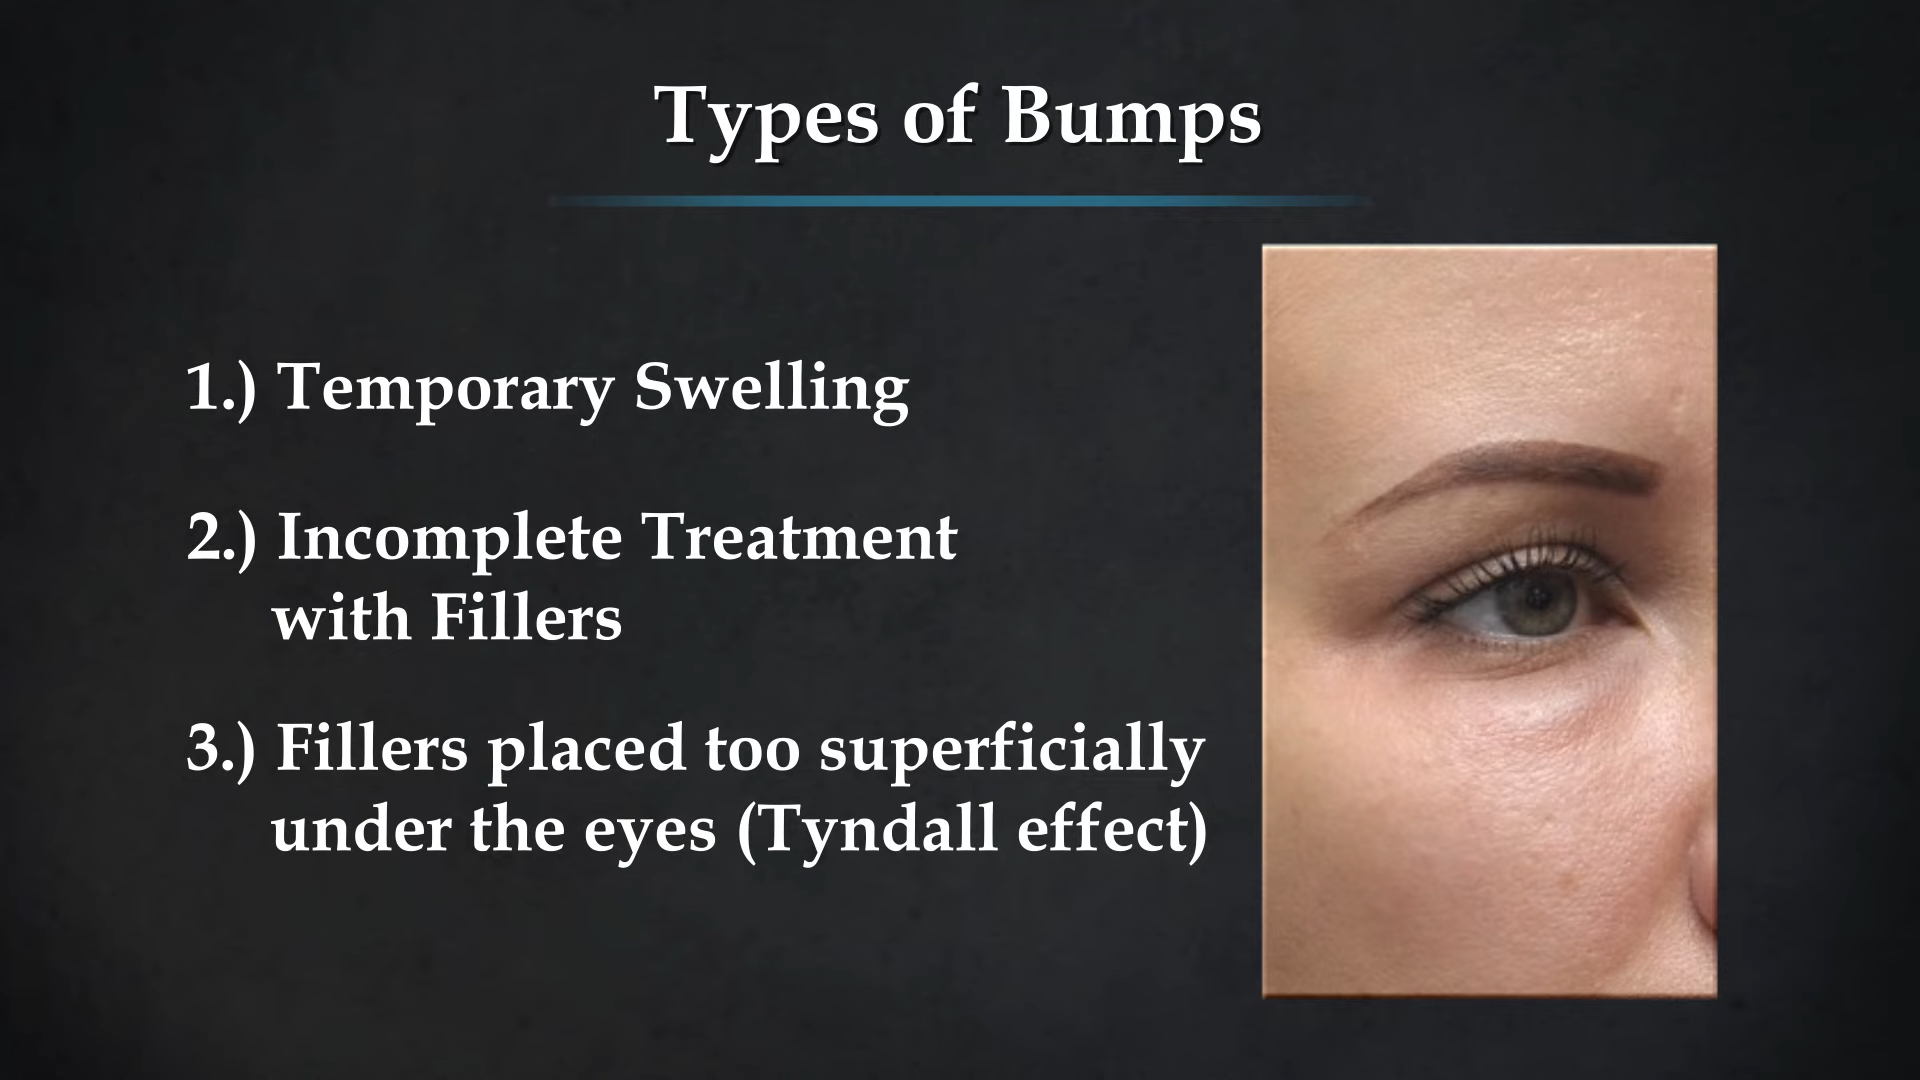 Types of Bumps
1.) Temporary Swelling
2.) Incomplete Treatment
with Fillers
3.) Fillers placed too superficially
under the eyes (Tyndall effect)